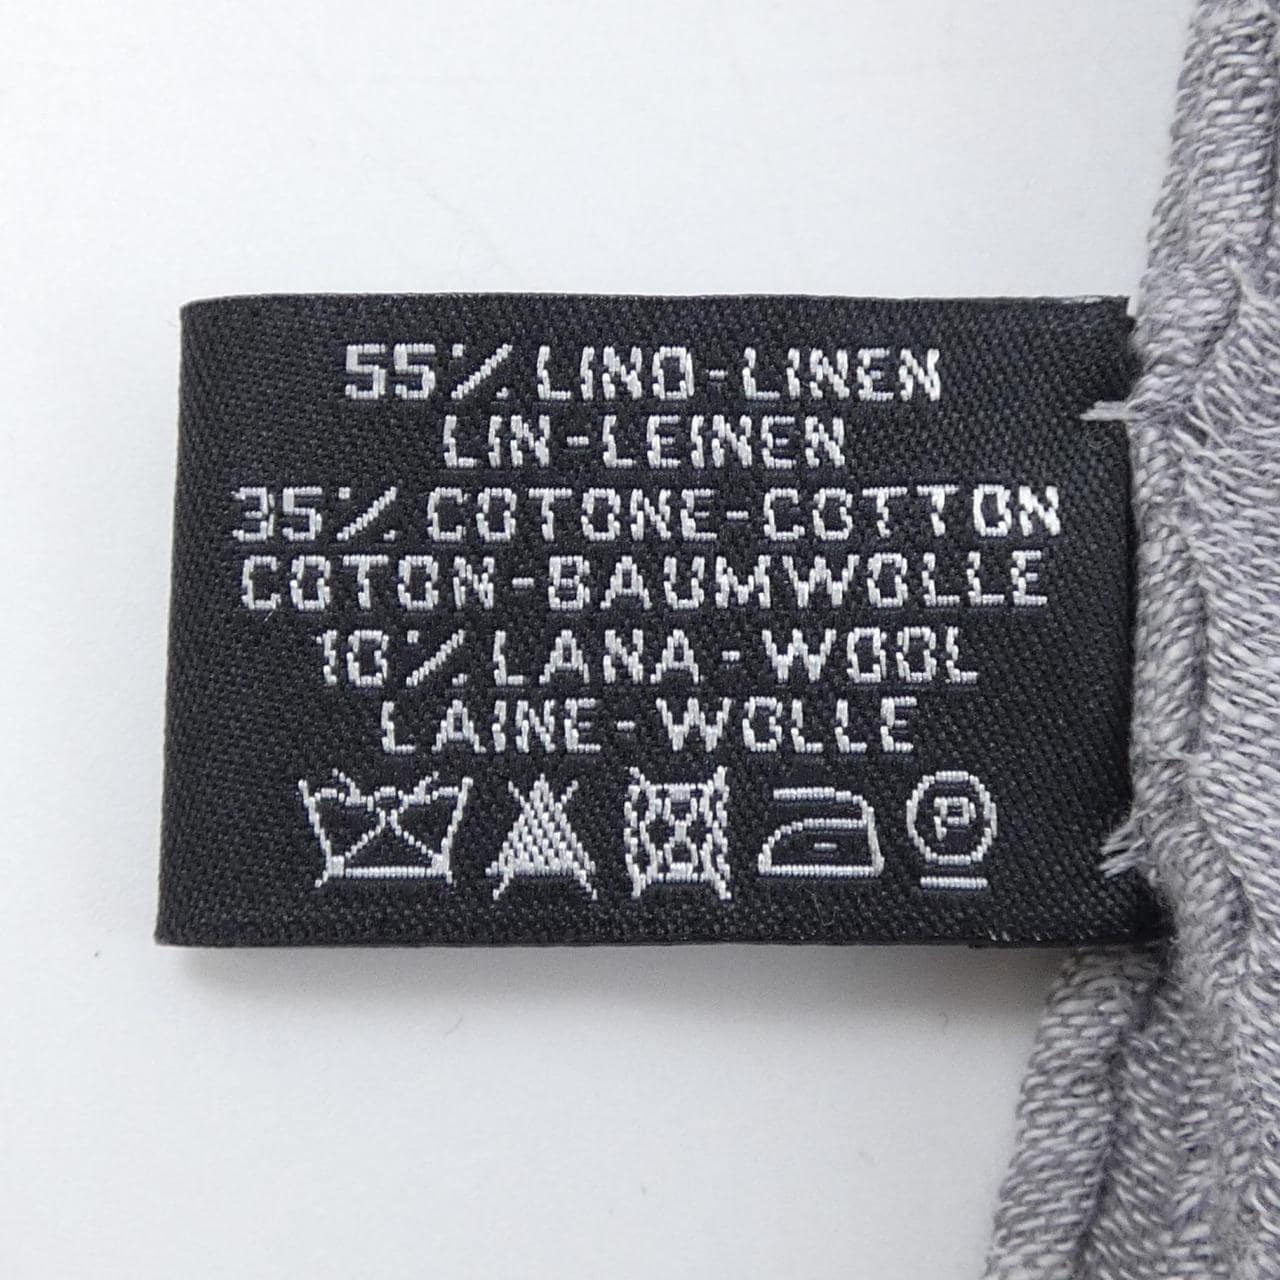 55% LINO-LINEN
LIN-LEINEN
35% COTONE-COTTON
COTON-BAUMWOLLE
10% LANA-WOOL
LAINE-WOLLE
P